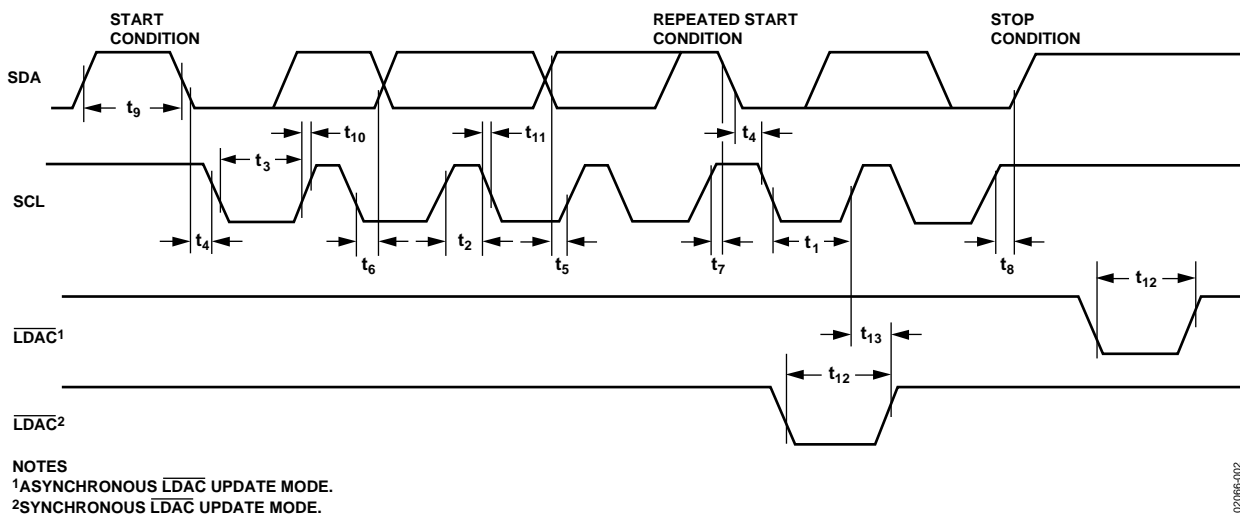 START CONDITION
REPEATED START CONDITION
STOP CONDITION
SDA
t9
t10
t11
t4
t3
SCL
t4
t6
t2
t5
t7
t1
t8
t12
LDAC1
t13
t12
LDAC2
NOTES
1ASYNCHRONOUS LDAC UPDATE MODE.
2SYNCHRONOUS LDAC UPDATE MODE.
02066-002